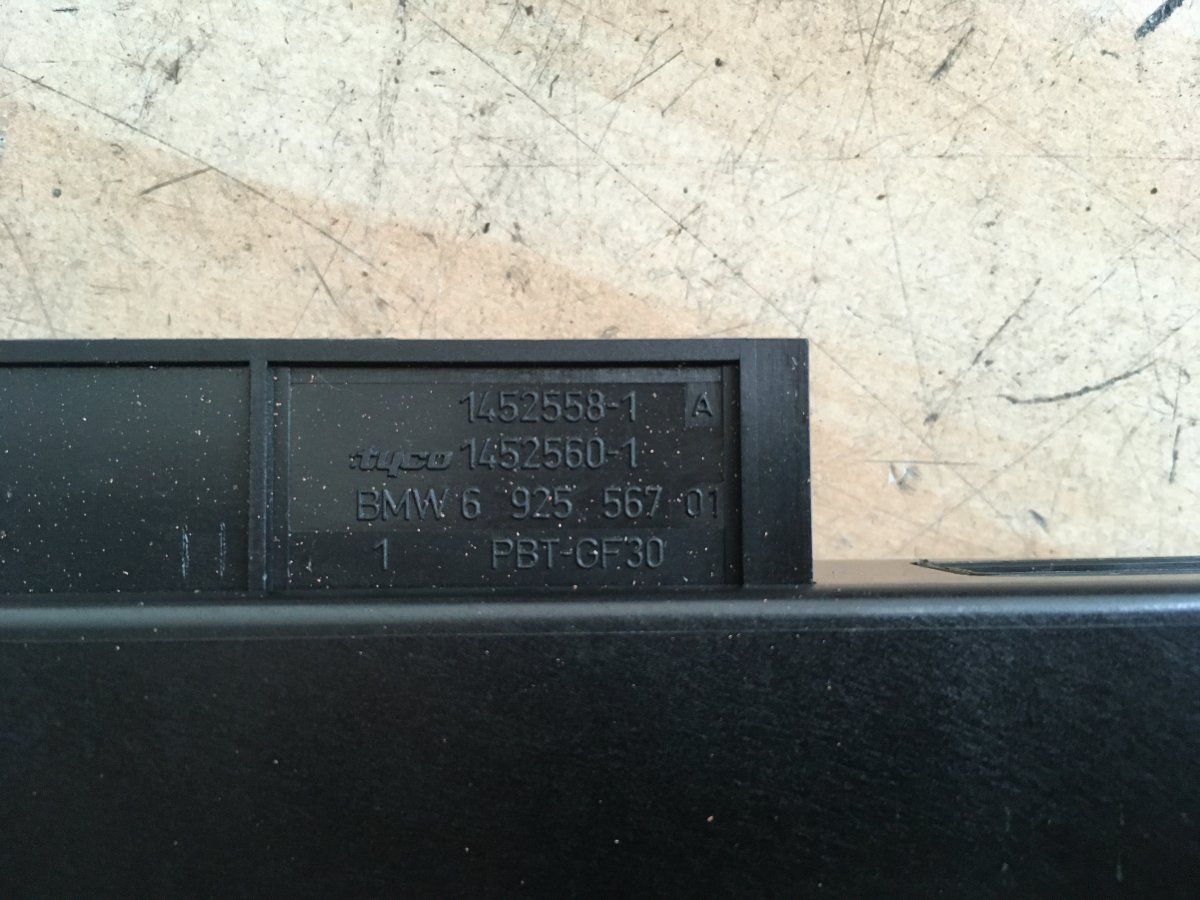 1452558-1 A
tyco 1452560-1
BMW 6 925 567 01
1 PBT-GF30